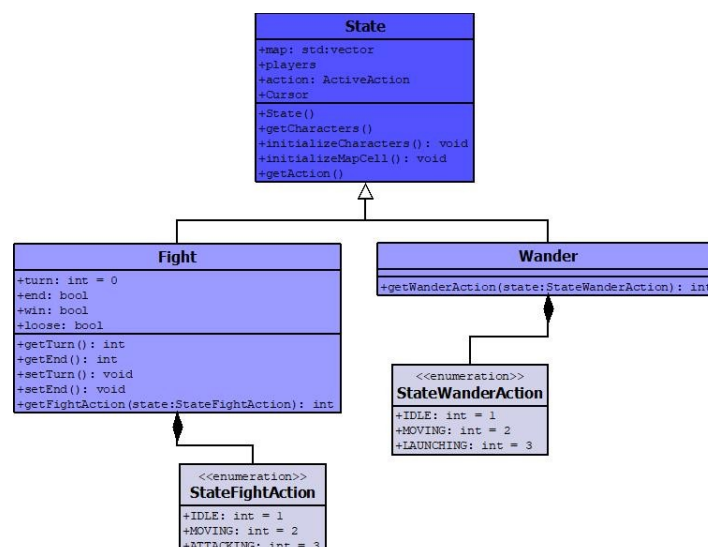 State
+map: std:vector
+players
+action: ActiveAction
+Cursor
+State()
+getCharacters()
+initializeCharacters(): void
+initializeMapCell(): void
+getAction()
Fight
+turn: int = 0
+end: bool
+win: bool
+loose: bool
+getTurn(): int
+getEnd(): int
+setTurn(): void
+setEnd(): void
+getFightAction(state:StateFightAction): int
Wander
+getWanderAction(state:StateWanderAction): int
<<enumeration>>
StateWanderAction
+IDLE: int = 1
+MOVING: int = 2
+LAUNCHING: int = 3
<<enumeration>>
StateFightAction
+IDLE: int = 1
+MOVING: int = 2
+ATTACKING: int = 3